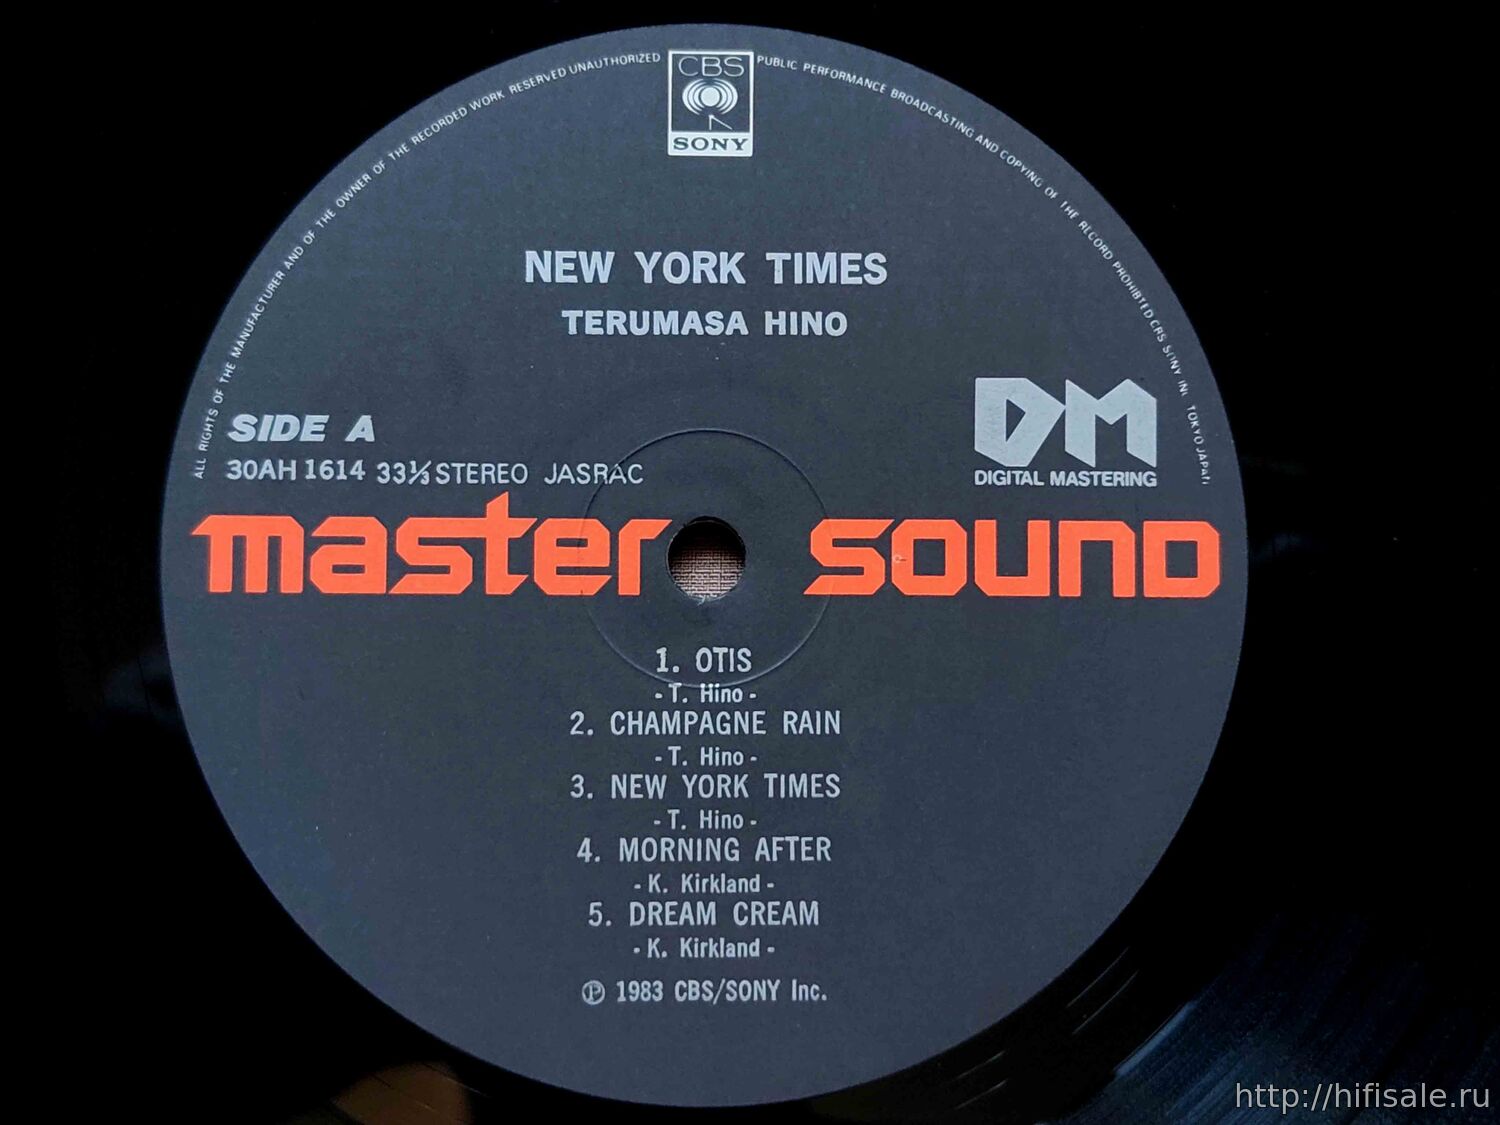 ALL RIGHTS OF THE MANUFACTURER AND OF THE OWNER OF THE RECORDED WORK RESERVED UNAUTHORIZED PUBLIC PERFORMANCE BROADCASTING AND COPYING OF THE RECORD PROHIBITED CBS SONY INC TOKYO JAPAN
CBS
SONY
NEW YORK TIMES
TERUMASA HINO
SIDE A
30AH 1614 33⅓ STEREO JASRAC
DM
DIGITAL MASTERING
master sound
1. OTIS
- T. Hino -
2. CHAMPAGNE RAIN
- T. Hino -
3. NEW YORK TIMES
- T. Hino -
4. MORNING AFTER
- K. Kirkland -
5. DREAM CREAM
- K. Kirkland -
℗ 1983 CBS/SONY Inc.
http://hifisale.ru